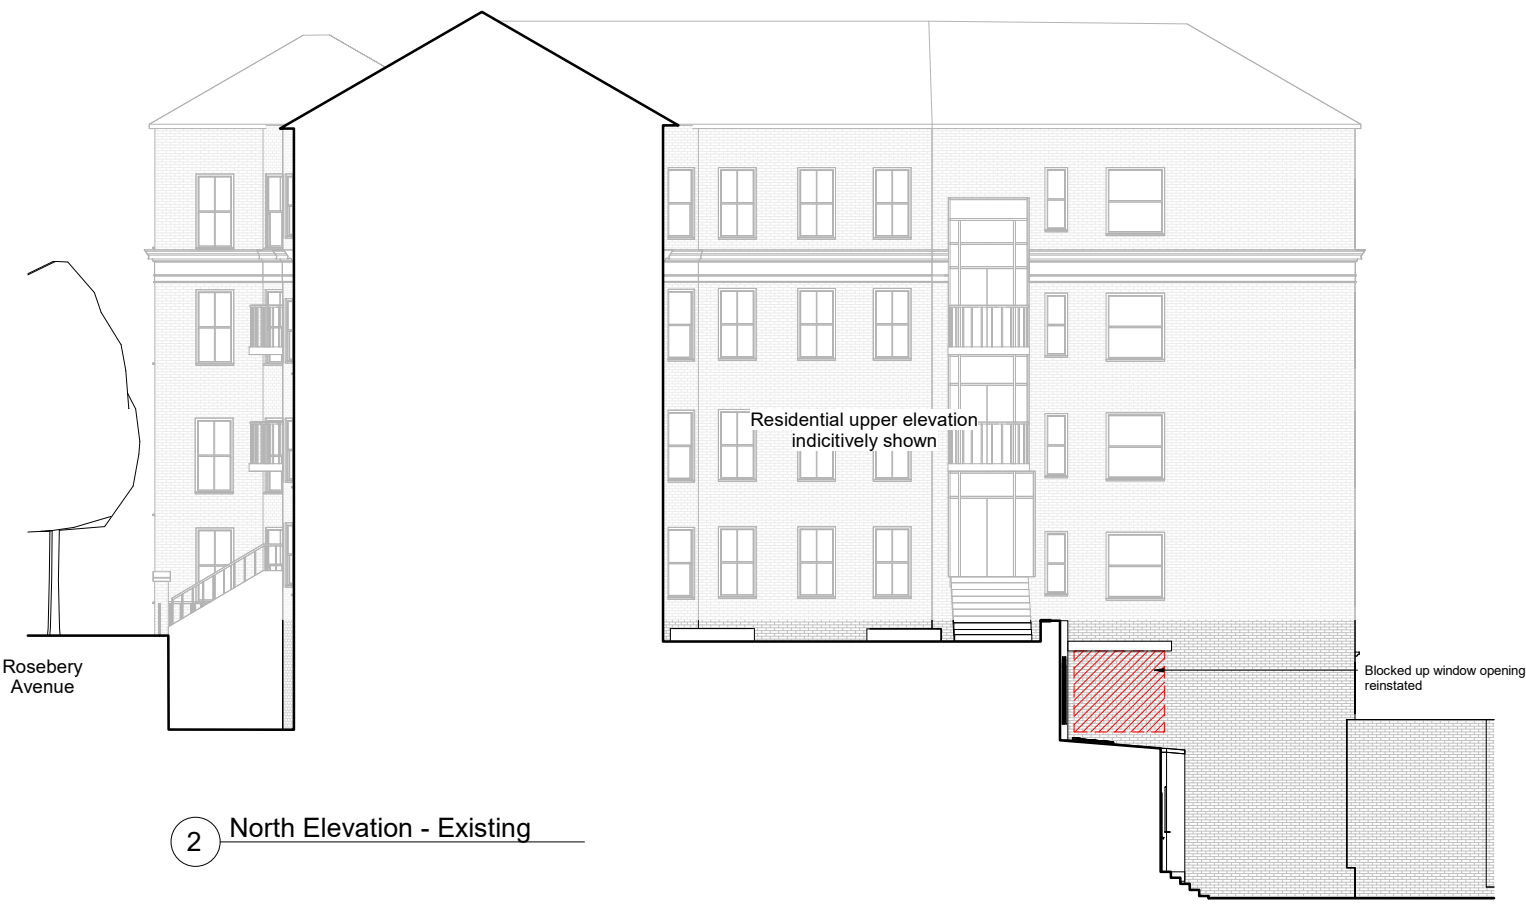 Residential upper elevation
indicitively shown
Rosebery
Avenue
Blocked up window opening
reinstated
2
North Elevation - Existing